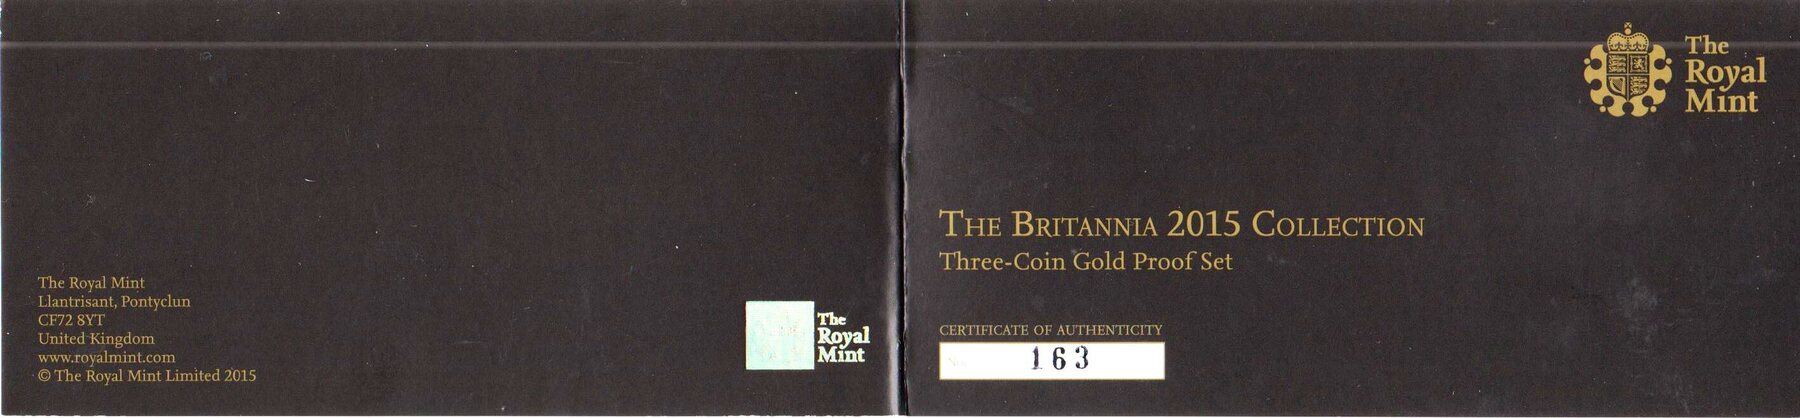 The Royal Mint
Llantrisant, Pontyclun
CF72 8YT
United Kingdom
www.royalmint.com
© The Royal Mint Limited 2015
The
Royal
Mint
The
Royal
Mint
THE BRITANNIA 2015 COLLECTION
Three-Coin Gold Proof Set
CERTIFICATE OF AUTHENTICITY
163